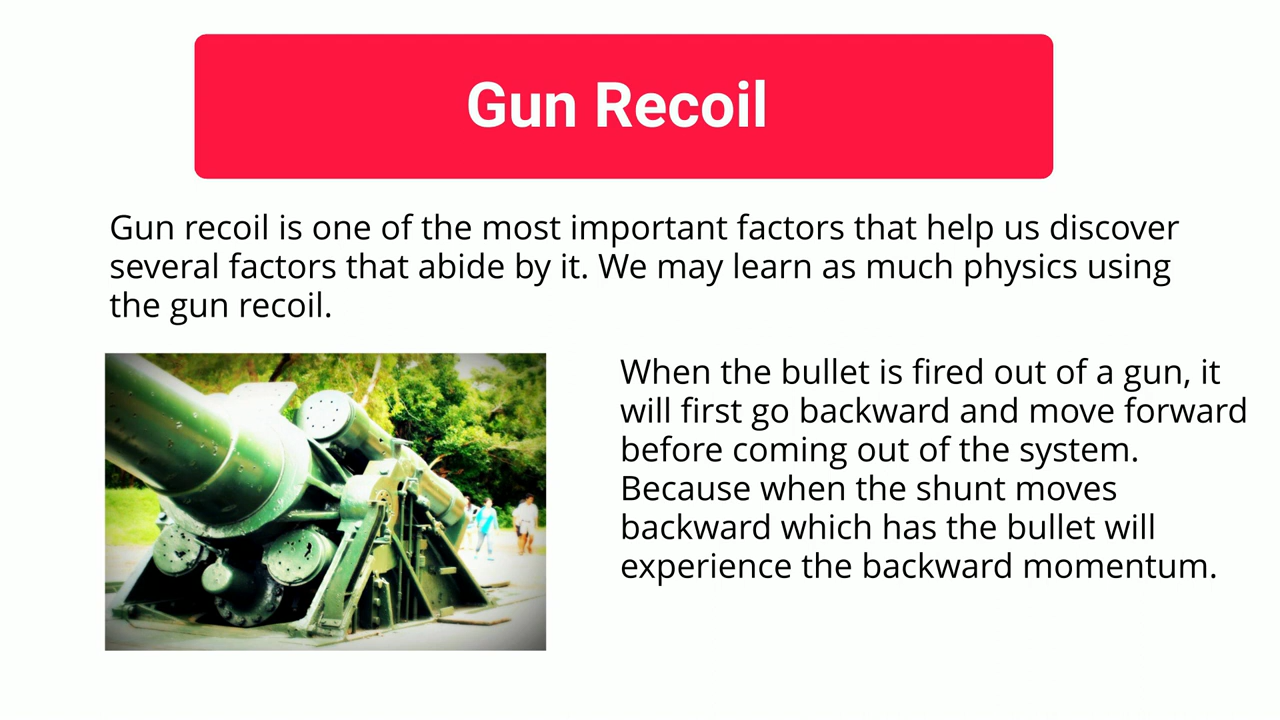 Gun Recoil
Gun recoil is one of the most important factors that help us discover
several factors that abide by it. We may learn as much physics using
the gun recoil.
When the bullet is fired out of a gun, it
will first go backward and move forward
before coming out of the system.
Because when the shunt moves
backward which has the bullet will
experience the backward momentum.